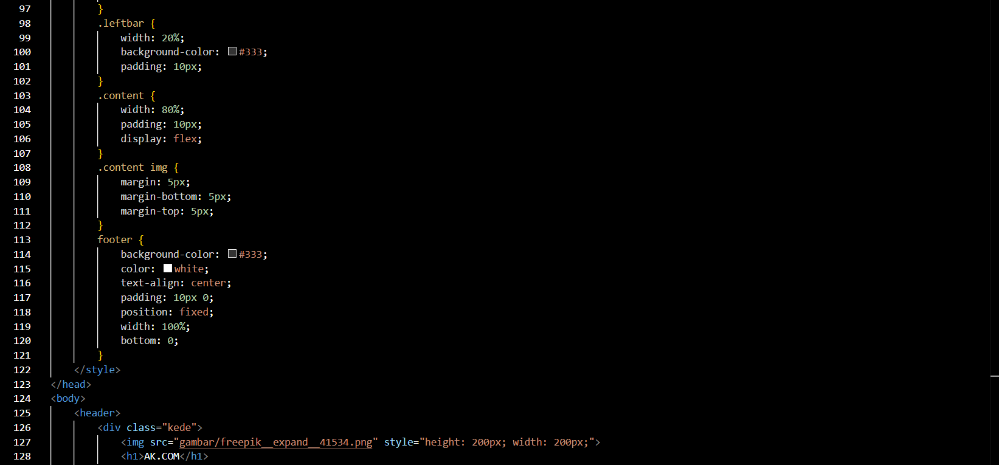 97 }
98 .leftbar {
99 width: 20%;
100 background-color: #333;
101 padding: 10px;
102 }
103 .content {
104 width: 80%;
105 padding: 10px;
106 display: flex;
107 }
108 .content img {
109 margin: 5px;
110 margin-bottom: 5px;
111 margin-top: 5px;
112 }
113 footer {
114 background-color: #333;
115 color: white;
116 text-align: center;
117 padding: 10px 0;
118 position: fixed;
119 width: 100%;
120 bottom: 0;
121 }
122 </style>
123 </head>
124 <body>
125 <header>
126 <div class="kede">
127 <img src="gambar/freepik__expand__41534.png" style="height: 200px; width: 200px;">
128 <h1>AK.COM</h1>